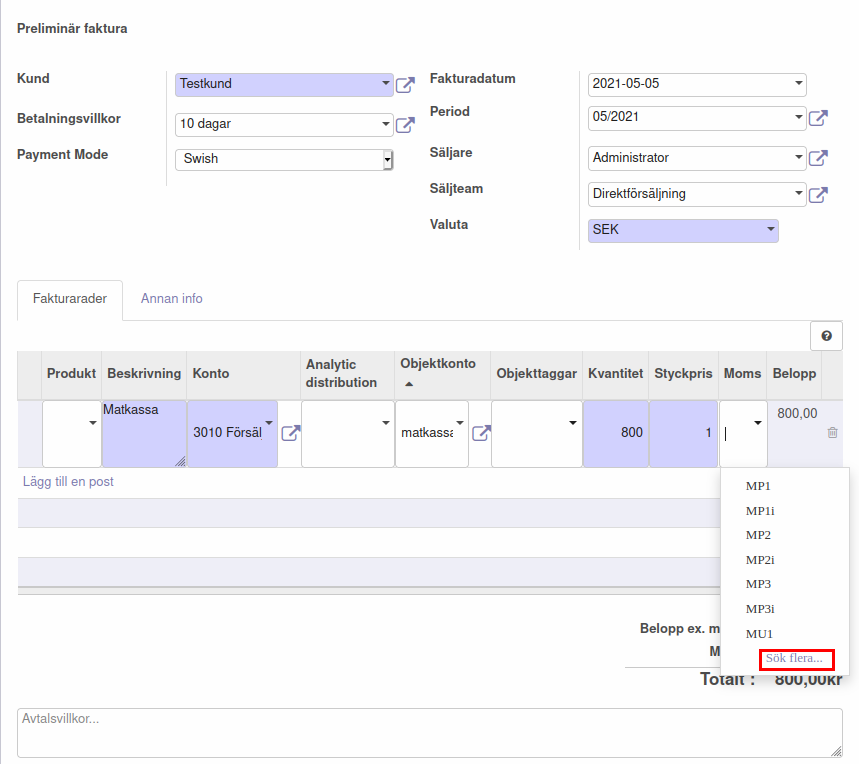 Preliminär faktura
Kund
Testkund
Fakturadatum
2021-05-05
Betalningsvillkor
10 dagar
Period
05/2021
Payment Mode
Swish
Säljare
Administrator
Säljteam
Direktförsäljning
Valuta
SEK
Fakturarader
Annan info
?
Produkt Beskrivning Konto Analytic distribution Objektkonto Objekttaggar Kvantitet Styckpris Moms Belopp
Matkassa 3010 Försäl matkassa 800 1 800,00
Lägg till en post
MP1
MP1i
MP2
MP2i
MP3
MP3i
MU1
Sök flera...
Belopp ex. m
M
Totalt : 800,00kr
Avtalsvillkor...